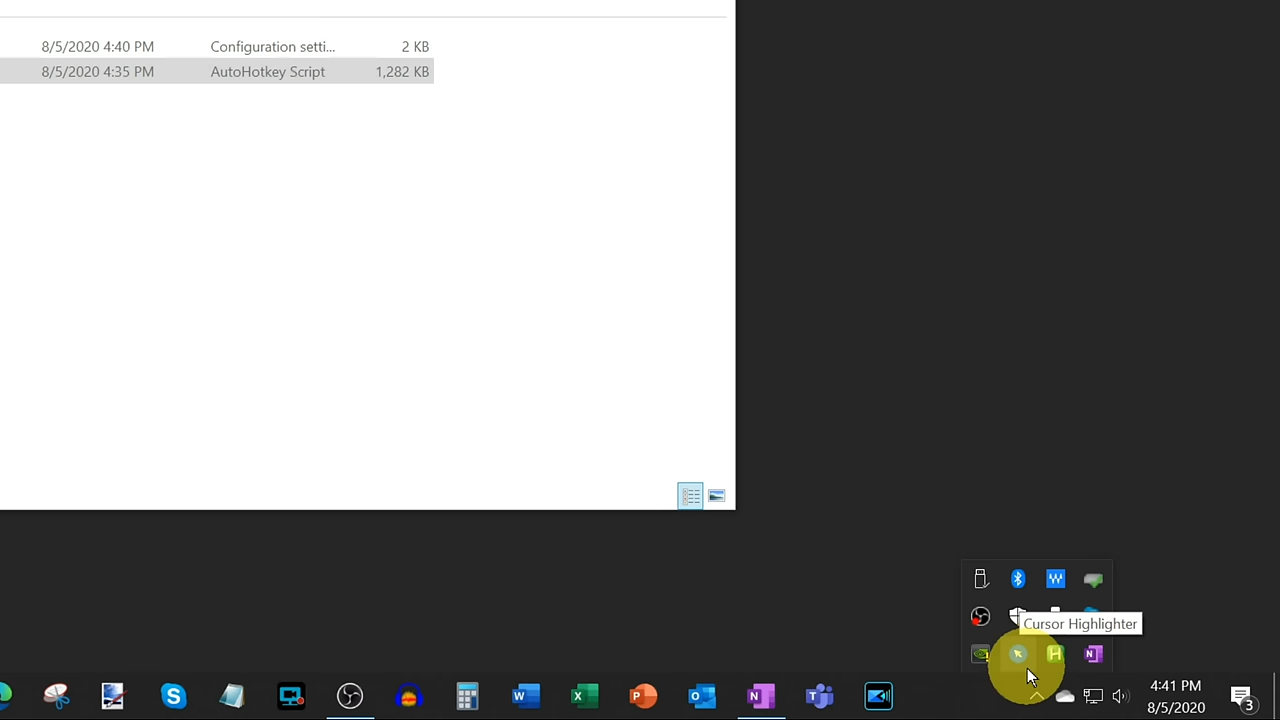 8/5/2020 4:40 PM Configuration setti... 2 KB
8/5/2020 4:35 PM AutoHotkey Script 1,282 KB
Cursor Highlighter
4:41 PM
8/5/2020
3